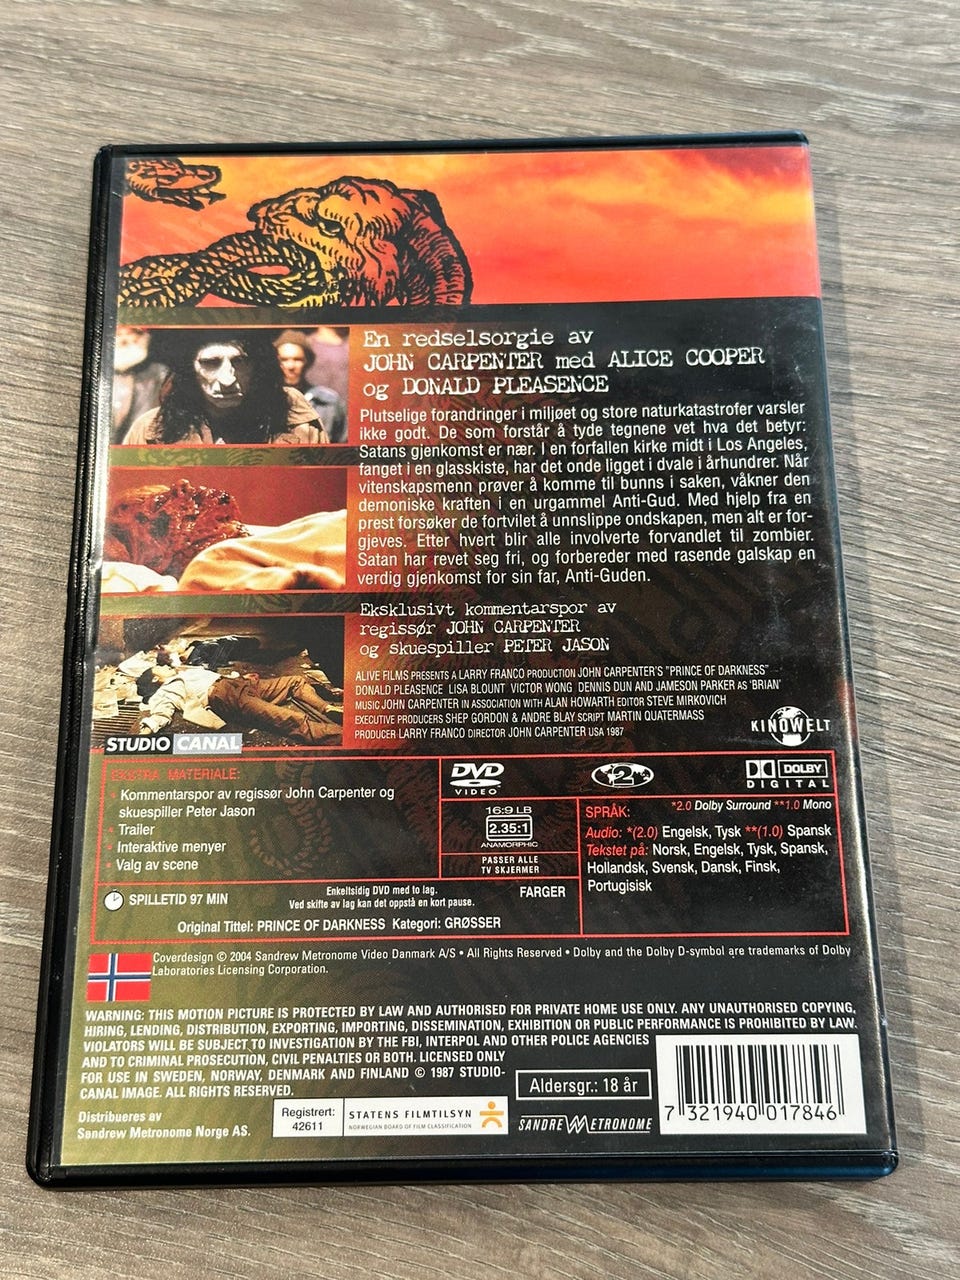 En redselsorgie av
JOHN CARPENTER med ALICE COOPER
og DONALD PLEASENCE
Plutselige forandringer i miljøet og store naturkatastrofer varsler
ikke godt. De som forstår å tyde tegnene vet hva det betyr:
Satans gjenkomst er nær. I en forfallen kirke midt i Los Angeles,
fanget i en glasskiste, har det onde ligget i dvale i århundrer. Når
vitenskapsmenn prøver å komme til bunns i saken, våkner den
demoniske kraften i en urgammel Anti-Gud. Med hjelp fra en
prest forsøker de fortvilet å unnslippe ondskapen, men alt er for-
gjeves. Etter hvert blir alle involverte forvandlet til zombier.
Satan har revet seg fri, og forbereder med rasende galskap en
verdig gjenkomst for sin far, Anti-Guden.
Eksklusivt kommentarspor av
regissør JOHN CARPENTER
og skuespiller PETER JASON
ALIVE FILMS PRESENTS A LARRY FRANCO PRODUCTION JOHN CARPENTER'S "PRINCE OF DARKNESS"
DONALD PLEASENCE LISA BLOUNT VICTOR WONG DENNIS DUN AND JAMESON PARKER AS 'BRIAN'
MUSIC JOHN CARPENTER IN ASSOCIATION WITH ALAN HOWARTH EDITOR STEVE MIRKOVICH
EXECUTIVE PRODUCERS SHEP GORDON & ANDRE BLAY SCRIPT MARTIN QUATERMASS
PRODUCER LARRY FRANCO DIRECTOR JOHN CARPENTER USA 1987
KINOWELT
STUDIO CANAL
EKSTRA MATERIALE:
• Kommentarspor av regissør John Carpenter og
skuespiller Peter Jason
• Trailer
• Interaktive menyer
• Valg av scene
DVD
VIDEO
2
DOLBY
DIGITAL
16:9 LB
2.35:1
ANAMORPHIC
PASSER ALLE
TV SKJERMER
SPRÅK:
*2.0 Dolby Surround **1.0 Mono
Audio: *(2.0) Engelsk, Tysk **(1.0) Spansk
Tekstet på: Norsk, Engelsk, Tysk, Spansk,
Hollandsk, Svensk, Dansk, Finsk,
Portugisisk
SPILLETID 97 MIN
Enkeltsidig DVD med to lag.
Ved skifte av lag kan det oppstå en kort pause.
FARGER
Original Tittel: PRINCE OF DARKNESS Kategori: GRØSSER
Coverdesign © 2004 Sandrew Metronome Video Danmark A/S • All Rights Reserved • Dolby and the Dolby D-symbol are trademarks of Dolby
Laboratories Licensing Corporation.
WARNING: THIS MOTION PICTURE IS PROTECTED BY LAW AND AUTHORISED FOR PRIVATE HOME USE ONLY. ANY UNAUTHORISED COPYING,
HIRING, LENDING, DISTRIBUTION, EXPORTING, IMPORTING, DISSEMINATION, EXHIBITION OR PUBLIC PERFORMANCE IS PROHIBITED BY LAW.
VIOLATORS WILL BE SUBJECT TO INVESTIGATION BY THE FBI, INTERPOL AND OTHER POLICE AGENCIES
AND TO CRIMINAL PROSECUTION, CIVIL PENALTIES OR BOTH. LICENSED ONLY
FOR USE IN SWEDEN, NORWAY, DENMARK AND FINLAND © 1987 STUDIO-
CANAL IMAGE. ALL RIGHTS RESERVED.
Aldersgr.: 18 år
Distribueres av
Sandrew Metronome Norge AS.
Registrert:
42611
STATENS FILMTILSYN
NORWEGIAN BOARD OF FILM CLASSIFICATION
SANDREW METRONOME
7 321940 017846